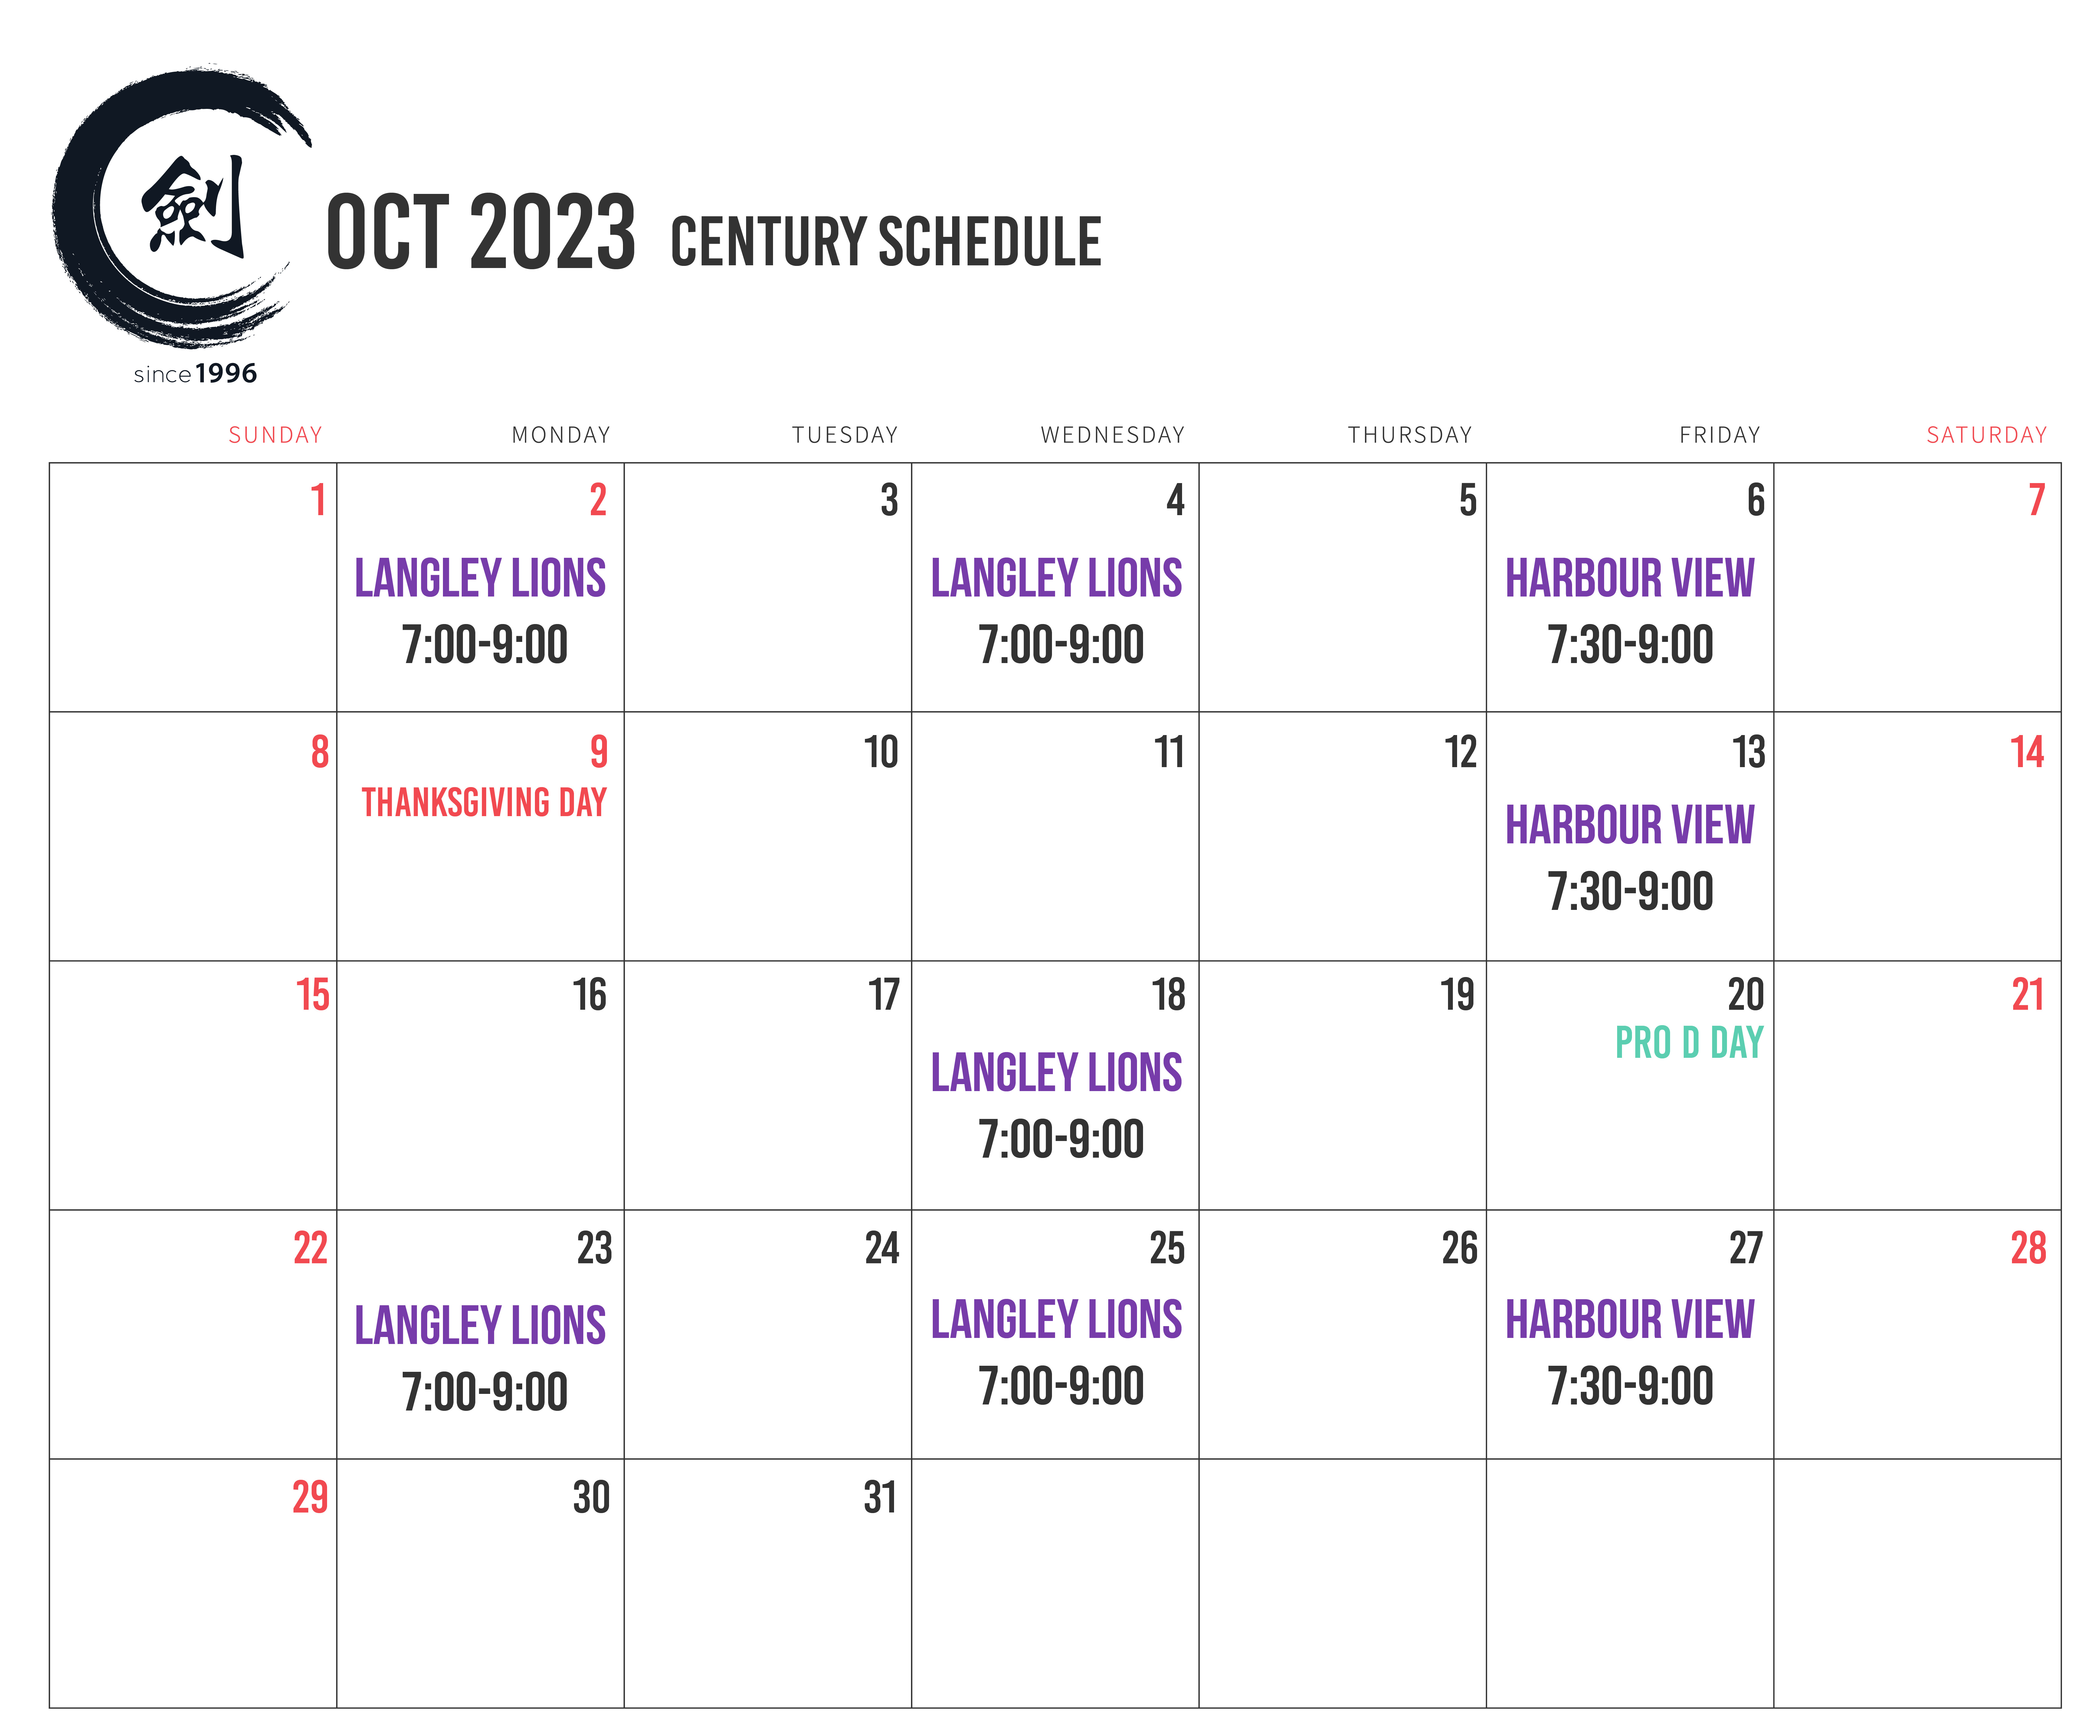 劍
OCT 2023 CENTURY SCHEDULE
since 1996
SUNDAY MONDAY TUESDAY WEDNESDAY THURSDAY FRIDAY SATURDAY
1 2 3 4 5 6 7
LANGLEY LIONS LANGLEY LIONS HARBOUR VIEW
7:00-9:00 7:00-9:00 7:30-9:00
8 9 10 11 12 13 14
THANKSGIVING DAY HARBOUR VIEW
7:30-9:00
15 16 17 18 19 20 21
PRO D DAY
LANGLEY LIONS
7:00-9:00
22 23 24 25 26 27 28
LANGLEY LIONS LANGLEY LIONS HARBOUR VIEW
7:00-9:00 7:00-9:00 7:30-9:00
29 30 31